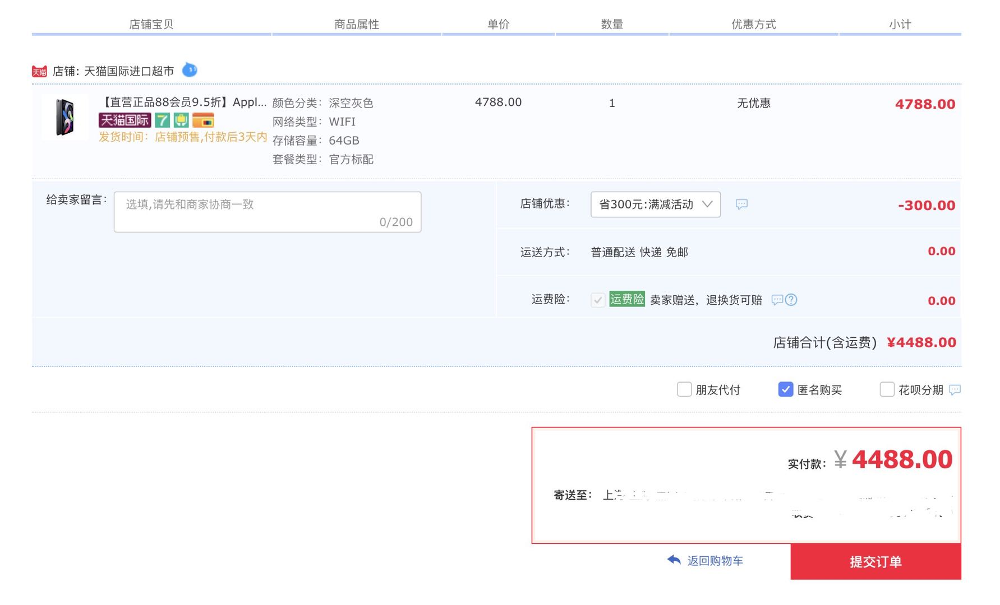 店铺宝贝 商品属性 单价 数量 优惠方式 小计
天猫 店铺：天猫国际进口超市
【直营正品88会员9.5折】Appl... 颜色分类：深空灰色 4788.00 1 无优惠 4788.00
天猫国际 7 网络类型：WIFI
发货时间：店铺预售,付款后3天内
存储容量：64GB
套餐类型：官方标配
给卖家留言：
选填,请先和商家协商一致
0/200
店铺优惠： 省300元:满减活动 -300.00
运送方式： 普通配送 快递 免邮 0.00
运费险： 运费险 卖家赠送，退换货可赔 ? 0.00
店铺合计(含运费) ¥4488.00
朋友代付 匿名购买 花呗分期
实付款：¥4488.00
寄送至：上海
返回购物车 提交订单